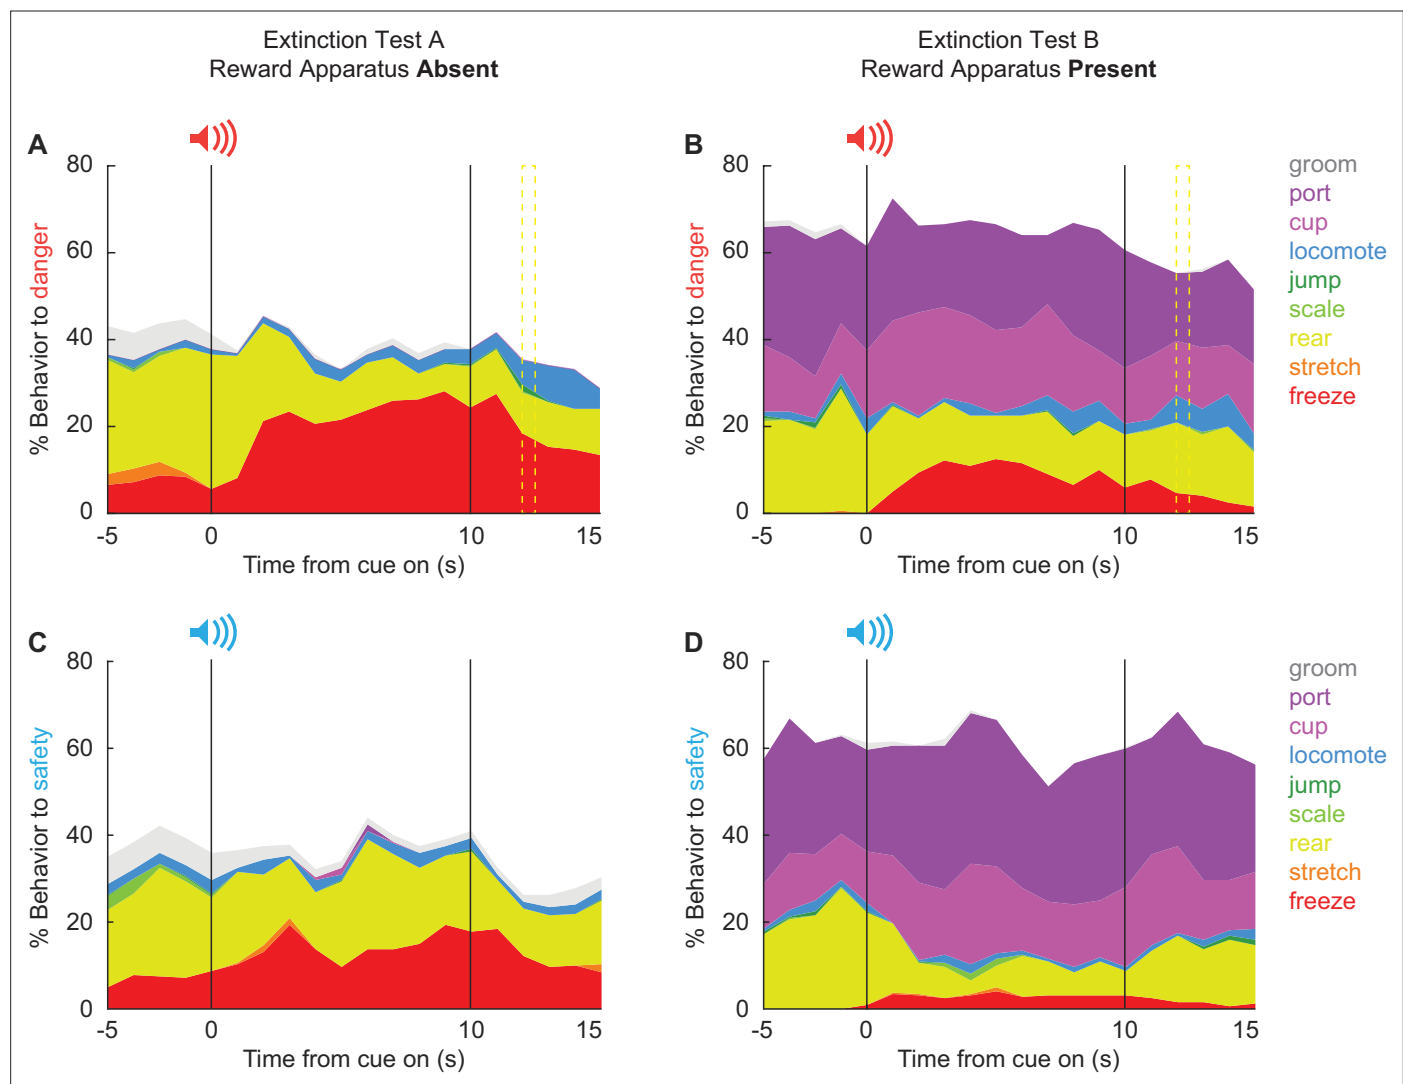 Extinction Test A
Reward Apparatus Absent
Extinction Test B
Reward Apparatus Present
A
80
60
40
20
0
% Behavior to danger
-5
0
10
15
Time from cue on (s)
B
80
60
40
20
0
% Behavior to danger
-5
0
10
15
Time from cue on (s)
groom
port
cup
locomote
jump
scale
rear
stretch
freeze
C
80
60
40
20
0
% Behavior to safety
-5
0
10
15
Time from cue on (s)
D
80
60
40
20
0
% Behavior to safety
-5
0
10
15
Time from cue on (s)
groom
port
cup
locomote
jump
scale
rear
stretch
freeze